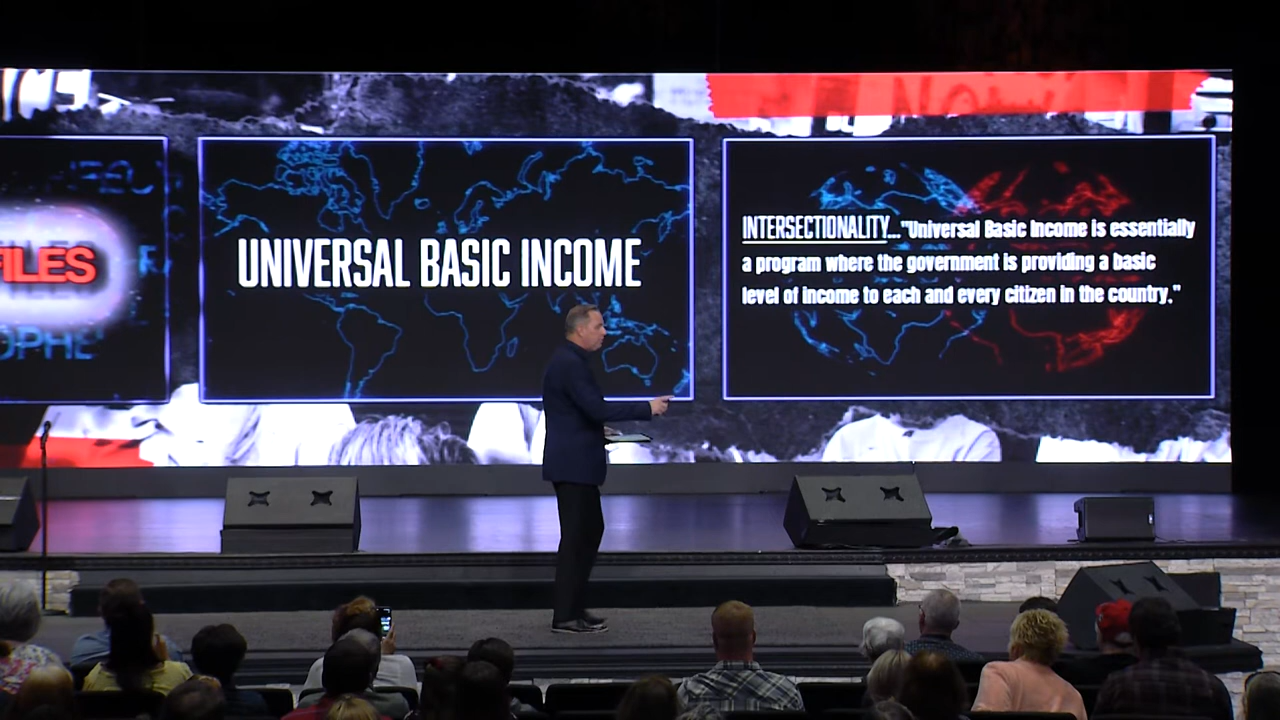 FILES
UNIVERSAL BASIC INCOME
INTERSECTIONALITY..."Universal Basic Income is essentially
a program where the government is providing a basic
level of income to each and every citizen in the country."